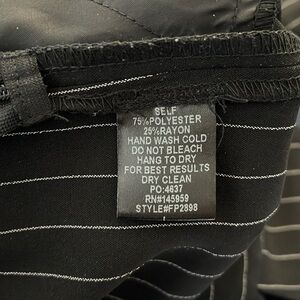 SELF
75%POLYESTER
25%RAYON
HAND WASH COLD
DO NOT BLEACH
HANG TO DRY
FOR BEST RESULTS
DRY CLEAN
PO:4637
RN#145959
STYLE#FP2898